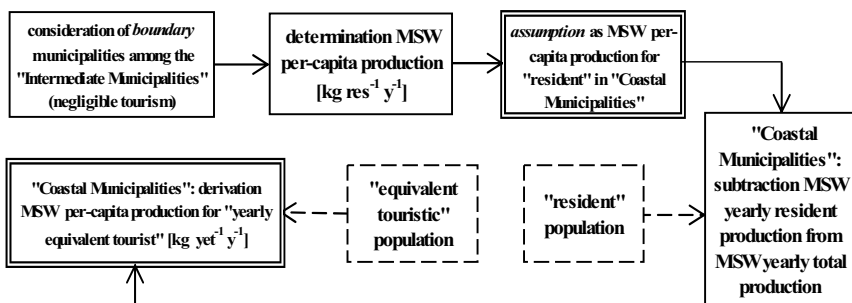 consideration of boundary
municipalities among the
"Intermediate Municipalities"
(negligible tourism)
determination MSW
per-capita production
[kg res⁻¹ y⁻¹]
assumption as MSW per-
capita production for
"resident" in "Coastal
Municipalities"
"Coastal
Municipalities":
subtraction MSW
yearly resident
production from
MSW yearly total
production
"resident"
population
"equivalent
touristic"
population
"Coastal Municipalities": derivation
MSW per-capita production for "yearly
equivalent tourist" [kg yet⁻¹ y⁻¹]